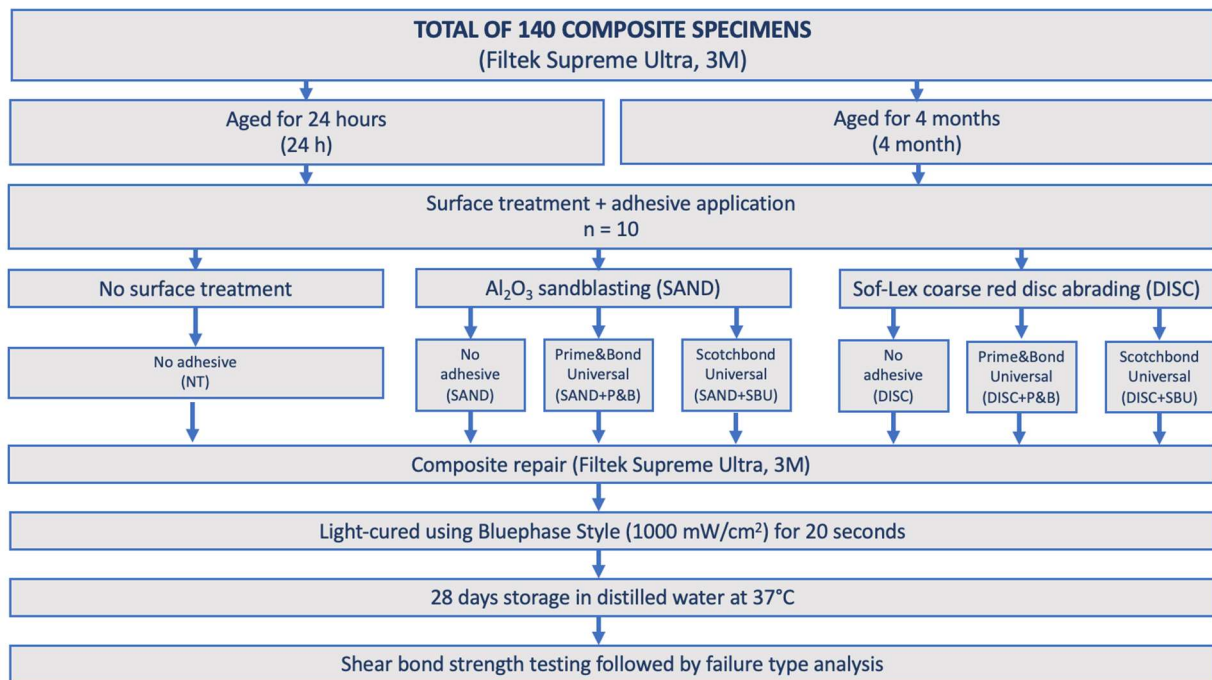 TOTAL OF 140 COMPOSITE SPECIMENS
(Filtek Supreme Ultra, 3M)
Aged for 24 hours
(24 h)
Aged for 4 months
(4 month)
Surface treatment + adhesive application
n = 10
No surface treatment
Al₂O₃ sandblasting (SAND)
Sof-Lex coarse red disc abrading (DISC)
No adhesive
(NT)
No
adhesive
(SAND)
Prime&Bond
Universal
(SAND+P&B)
Scotchbond
Universal
(SAND+SBU)
No
adhesive
(DISC)
Prime&Bond
Universal
(DISC+P&B)
Scotchbond
Universal
(DISC+SBU)
Composite repair (Filtek Supreme Ultra, 3M)
Light-cured using Bluephase Style (1000 mW/cm²) for 20 seconds
28 days storage in distilled water at 37°C
Shear bond strength testing followed by failure type analysis